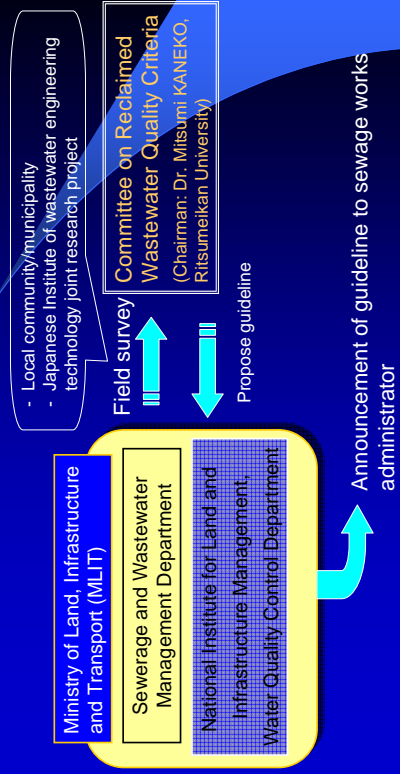 - Local community/municipality
- Japanese Institute of wastewater engineering
technology joint research project
Ministry of Land, Infrastructure
and Transport (MLIT)
Sewerage and Wastewater
Management Department
National Institute for Land and
Infrastructure Management,
Water Quality Control Department
Field survey
Propose guideline
Committee on Reclaimed
Wastewater Quality Criteria
(Chairman: Dr. Mitsumi KANEKO,
Ritsumeikan University)
Announcement of guideline to sewage works
administrator